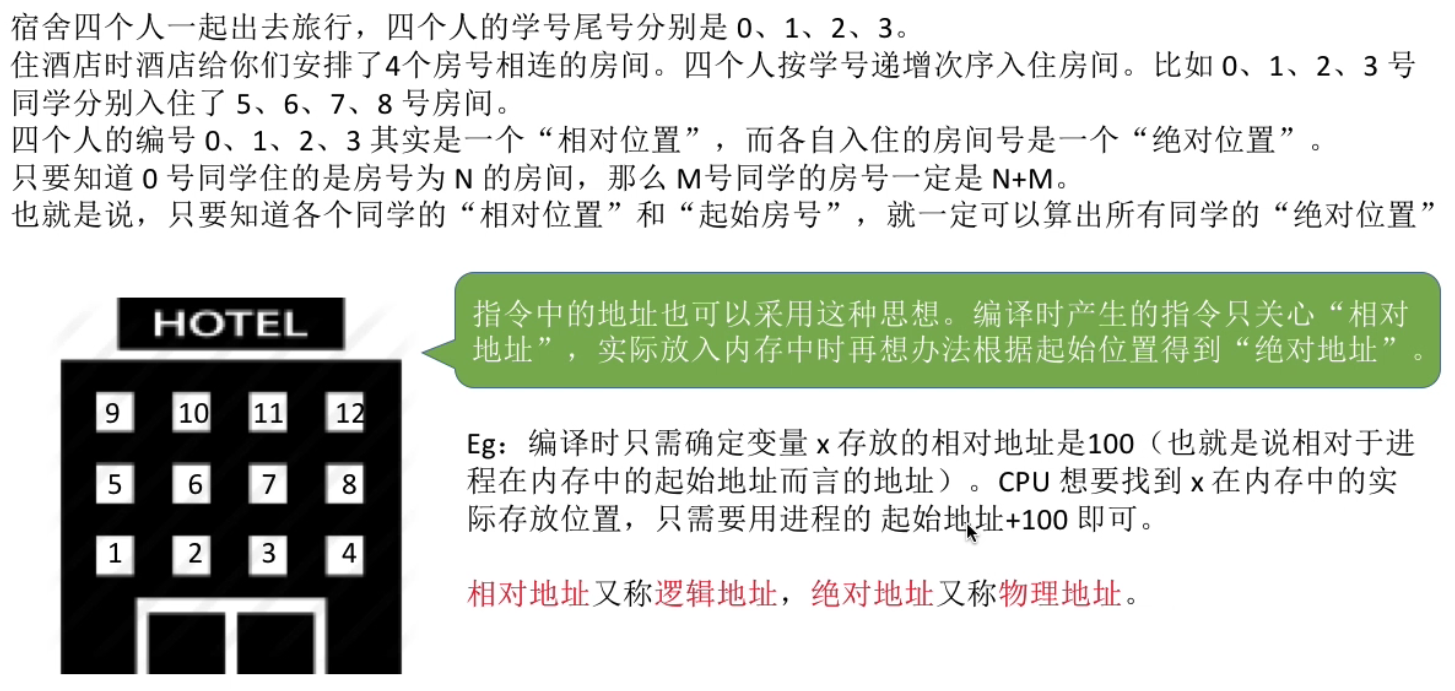 宿舍四个人一起出去旅行，四个人的学号尾号分别是 0、1、2、3。
住酒店时酒店给你们安排了4个房号相连的房间。四个人按学号递增次序入住房间。比如 0、1、2、3 号
同学分别入住了 5、6、7、8 号房间。
四个人的编号 0、1、2、3 其实是一个“相对位置”，而各自入住的房间号是一个“绝对位置”。
只要知道 0 号同学住的是房号为 N 的房间，那么 M号同学的房号一定是 N+M。
也就是说，只要知道各个同学的“相对位置”和“起始房号”，就一定可以算出所有同学的“绝对位置”
HOTEL
9 10 11 12
5 6 7 8
1 2 3 4
指令中的地址也可以采用这种思想。编译时产生的指令只关心“相对
地址”，实际放入内存中时再想办法根据起始位置得到“绝对地址”。
Eg：编译时只需确定变量 x 存放的相对地址是100（也就是说相对于进
程在内存中的起始地址而言的地址）。CPU 想要找到 x 在内存中的实
际存放位置，只需要用进程的 起始地址+100 即可。
相对地址又称逻辑地址，绝对地址又称物理地址。